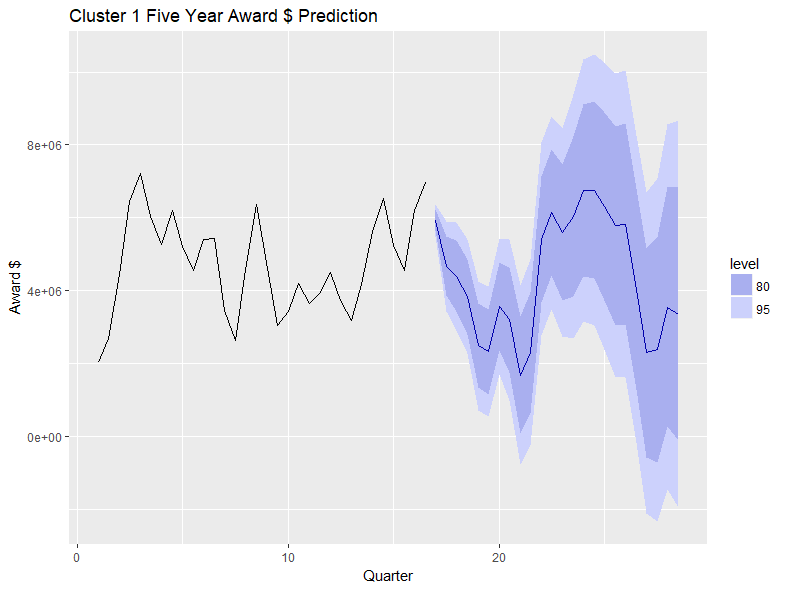 Cluster 1 Five Year Award $ Prediction
8e+06
4e+06
0e+00
Award $
0
10
20
Quarter
level
80
95